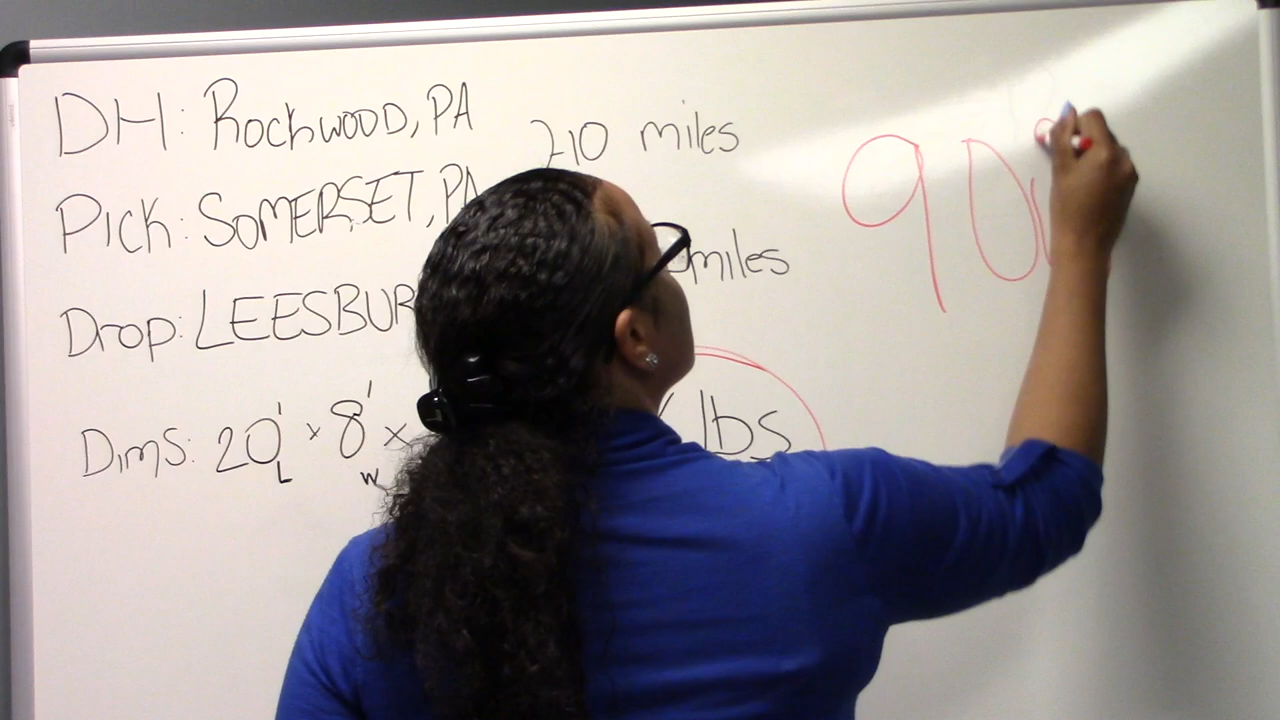 DH: Rockwood, PA 210 miles
Pick: SOMERSET, PA miles
Drop: LEESBUR
Dims: 20' x 8' x lbs
L W
90